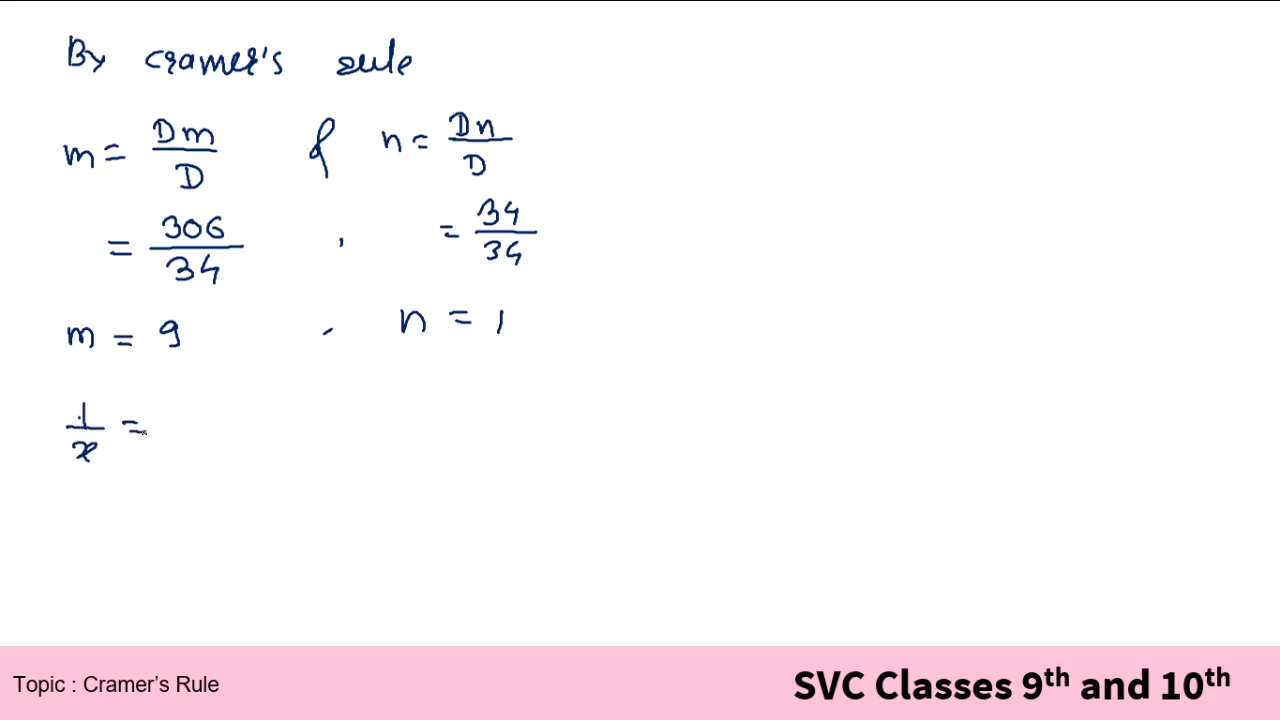 By cramer's rule
m = Dm/D & n = Dn/D
= 306/34 , = 34/34
m = 9 , n = 1
1/x =
Topic : Cramer's Rule
SVC Classes 9th and 10th